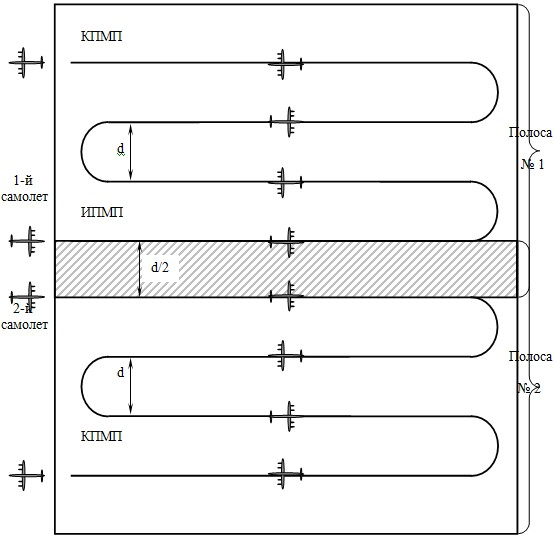 КПМП
d
Полоса
№ 1
1-й
самолет
ИПМП
d/2
2-й
самолет
Полоса
d
№ 2
КПМП